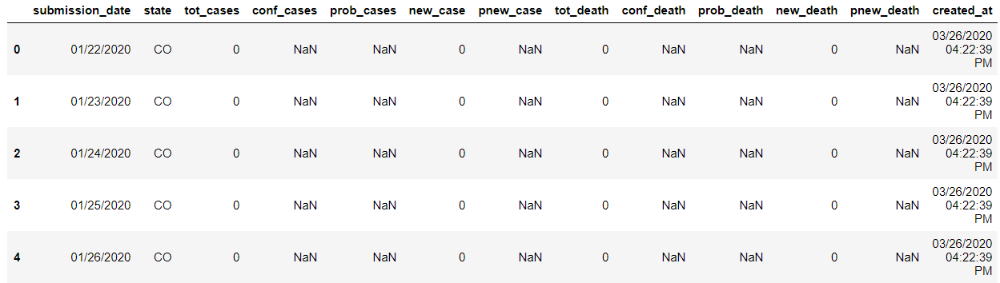 submission_date state tot_cases conf_cases prob_cases new_case pnew_case tot_death conf_death prob_death new_death pnew_death created_at
0 01/22/2020 CO 0 NaN NaN 0 NaN 0 NaN NaN 0 NaN 03/26/2020
04:22:39
PM
1 01/23/2020 CO 0 NaN NaN 0 NaN 0 NaN NaN 0 NaN 03/26/2020
04:22:39
PM
2 01/24/2020 CO 0 NaN NaN 0 NaN 0 NaN NaN 0 NaN 03/26/2020
04:22:39
PM
3 01/25/2020 CO 0 NaN NaN 0 NaN 0 NaN NaN 0 NaN 03/26/2020
04:22:39
PM
4 01/26/2020 CO 0 NaN NaN 0 NaN 0 NaN NaN 0 NaN 03/26/2020
04:22:39
PM